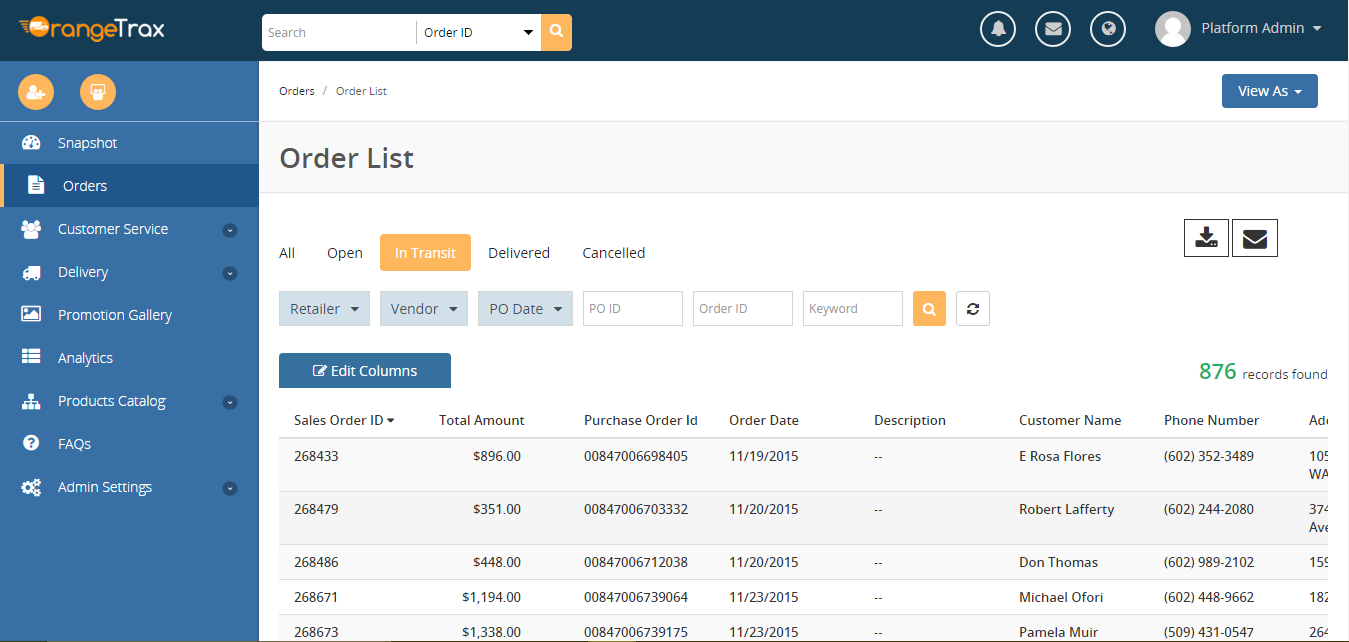 OrangeTrax
Search
Order ID
Platform Admin
Orders / Order List
View As
Snapshot
Orders
Customer Service
Delivery
Promotion Gallery
Analytics
Products Catalog
FAQs
Admin Settings
Order List
All Open In Transit Delivered Cancelled
Retailer Vendor PO Date PO ID Order ID Keyword
Edit Columns
876 records found
Sales Order ID Total Amount Purchase Order Id Order Date Description Customer Name Phone Number
268433 $896.00 00847006698405 11/19/2015 -- E Rosa Flores (602) 352-3489 105
WA
268479 $351.00 00847006703332 11/20/2015 -- Robert Lafferty (602) 244-2080 374
Ave
268486 $448.00 00847006712038 11/20/2015 -- Don Thomas (602) 989-2102 159
268671 $1,194.00 00847006739064 11/23/2015 -- Michael Ofori (602) 448-9662 182
268673 $1,338.00 00847006739175 11/23/2015 -- Pamela Muir (509) 431-0547 264